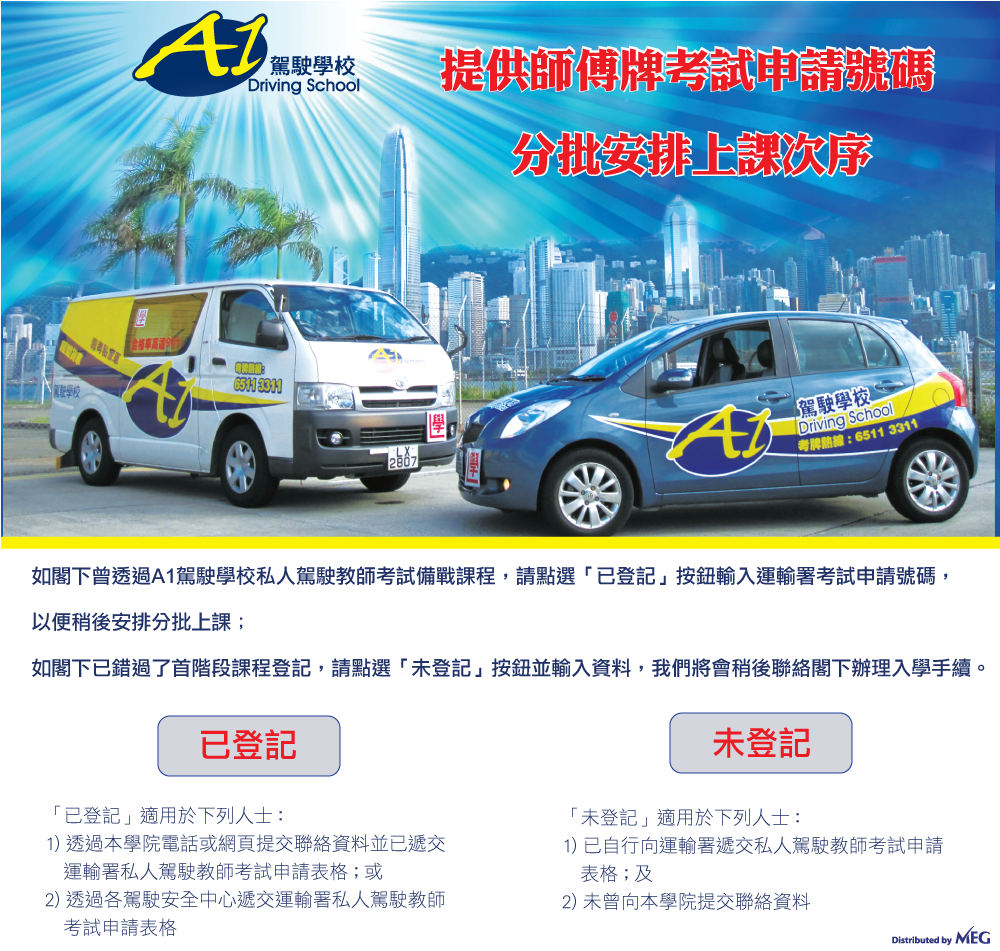 A1
駕駛學校
Driving School
提供師傅牌考試申請號碼
分批安排上課次序
學
駕駛學校
A1
考牌熱線:
6511 3311
A1
學
LX
2807
學
A1
駕駛學校
Driving School
考牌熱線：6511 3311
如閣下曾透過A1駕駛學校私人駕駛教師考試備戰課程，請點選「已登記」按鈕輸入運輸署考試申請號碼，
以便稍後安排分批上課；
如閣下已錯過了首階段課程登記，請點選「未登記」按鈕並輸入資料，我們將會稍後聯絡閣下辦理入學手續。
已登記
「已登記」適用於下列人士：
1) 透過本學院電話或網頁提交聯絡資料並已遞交
運輸署私人駕駛教師考試申請表格；或
2) 透過各駕駛安全中心遞交運輸署私人駕駛教師
考試申請表格
未登記
「未登記」適用於下列人士：
1) 已自行向運輸署遞交私人駕駛教師考試申請
表格；及
2) 未曾向本學院提交聯絡資料
Distributed by MEG